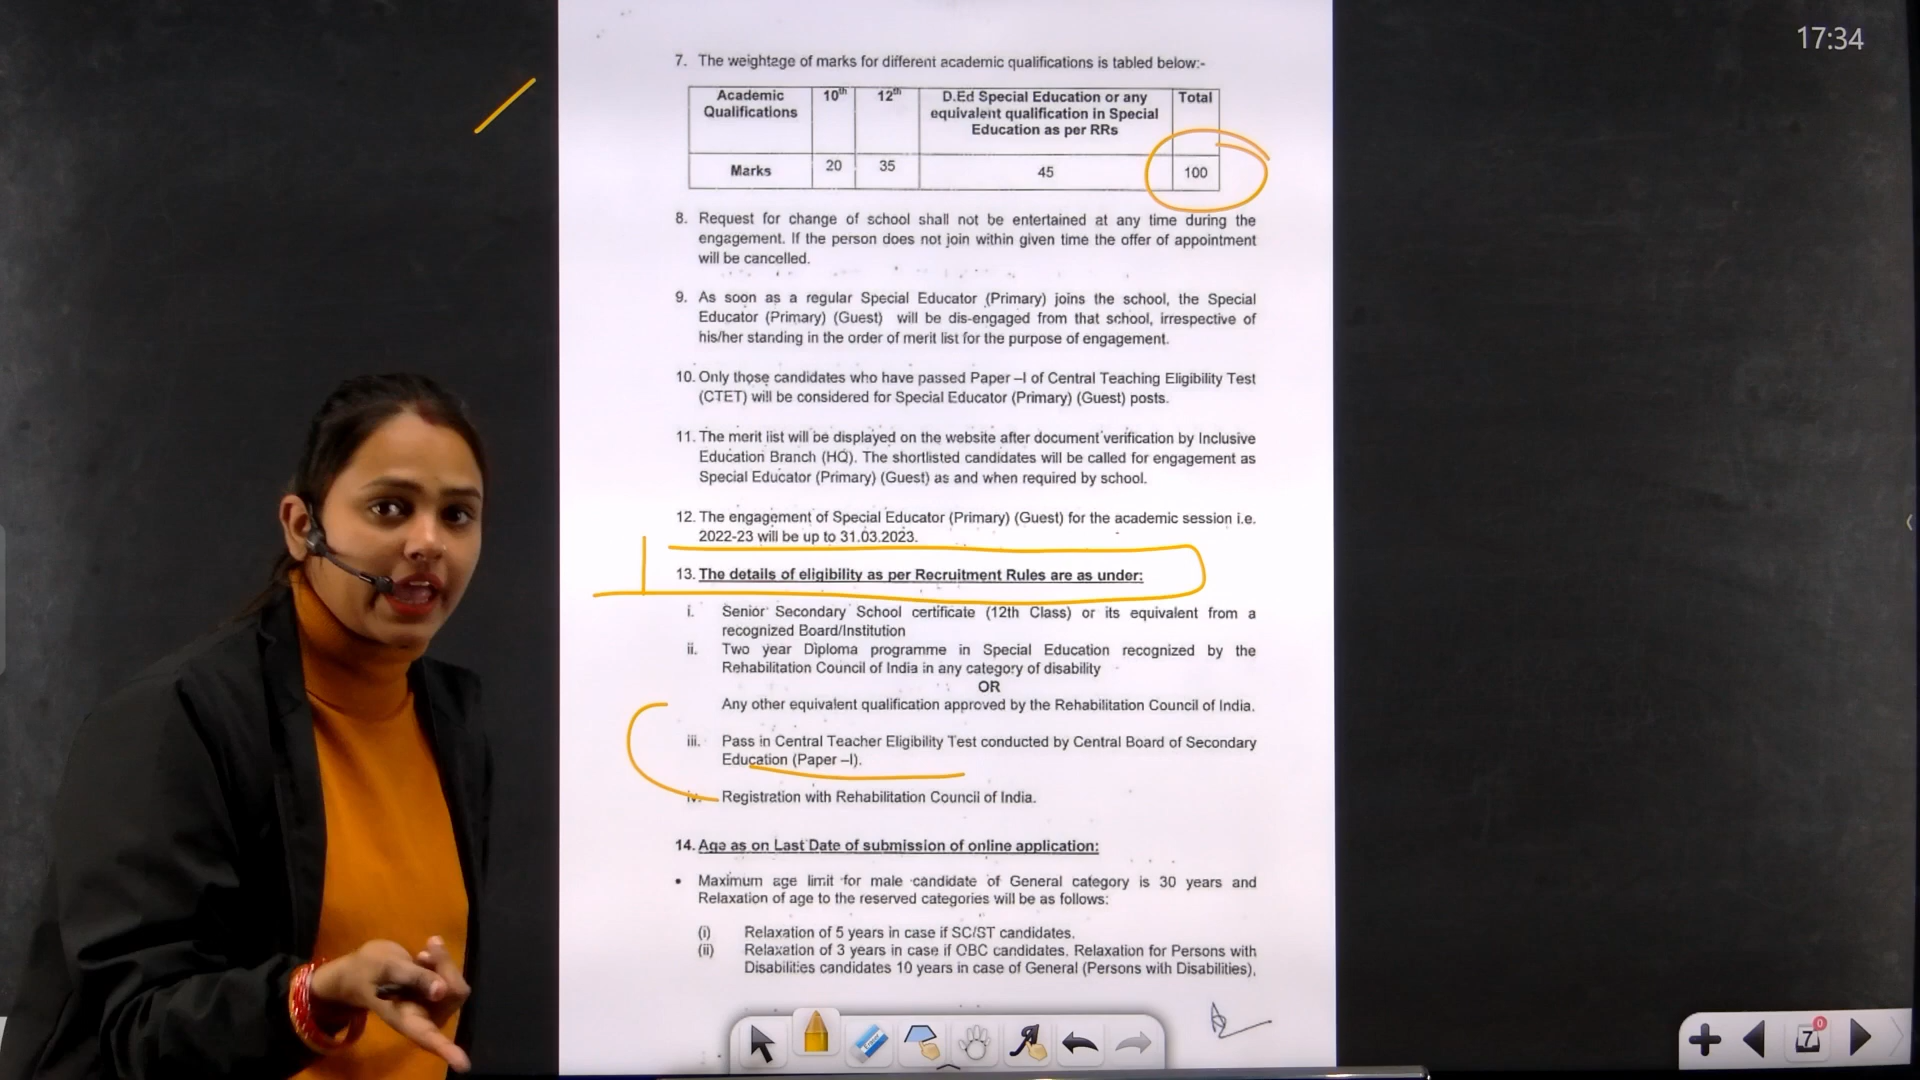 17:34
7. The weightage of marks for different academic qualifications is tabled below:-
Academic Qualifications 10th 12th D.Ed Special Education or any equivalent qualification in Special Education as per RRs Total
Marks 20 35 45 100
8. Request for change of school shall not be entertained at any time during the
engagement. If the person does not join within given time the offer of appointment
will be cancelled.
9. As soon as a regular Special Educator (Primary) joins the school, the Special
Educator (Primary) (Guest) will be dis-engaged from that school, irrespective of
his/her standing in the order of merit list for the purpose of engagement.
10. Only those candidates who have passed Paper –I of Central Teaching Eligibility Test
(CTET) will be considered for Special Educator (Primary) (Guest) posts.
11. The merit list will be displayed on the website after document verification by Inclusive
Education Branch (HQ). The shortlisted candidates will be called for engagement as
Special Educator (Primary) (Guest) as and when required by school.
12. The engagement of Special Educator (Primary) (Guest) for the academic session i.e.
2022-23 will be up to 31.03.2023.
13. The details of eligibility as per Recruitment Rules are as under:
i. Senior Secondary School certificate (12th Class) or its equivalent from a
recognized Board/Institution
ii. Two year Diploma programme in Special Education recognized by the
Rehabilitation Council of India in any category of disability
OR
Any other equivalent qualification approved by the Rehabilitation Council of India.
iii. Pass in Central Teacher Eligibility Test conducted by Central Board of Secondary
Education (Paper –I).
iv. Registration with Rehabilitation Council of India.
14. Age as on Last Date of submission of online application:
• Maximum age limit for male candidate of General category is 30 years and
Relaxation of age to the reserved categories will be as follows:
(i) Relaxation of 5 years in case if SC/ST candidates.
(ii) Relaxation of 3 years in case if OBC candidates. Relaxation for Persons with
Disabilities candidates 10 years in case of General (Persons with Disabilities),
7
0